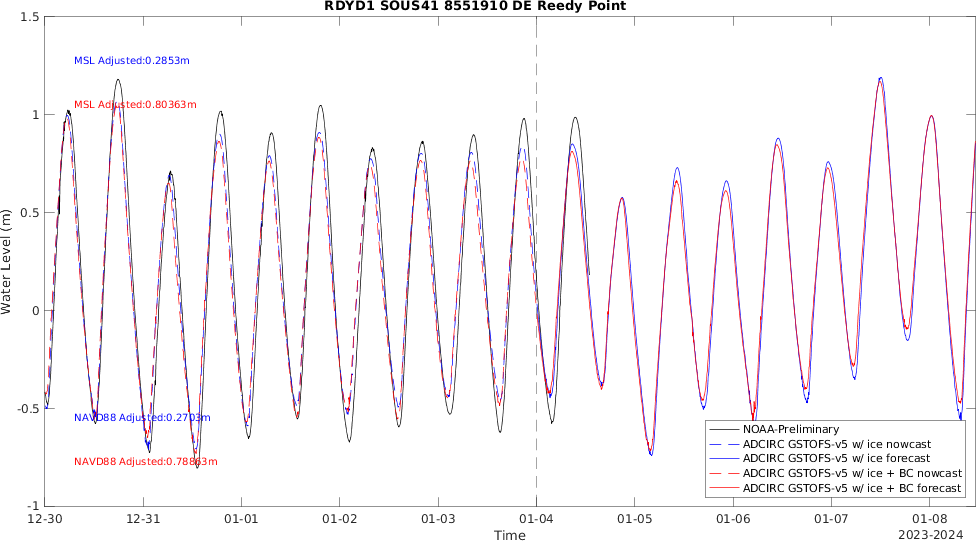 RDYD1 SOUS41 8551910 DE Reedy Point
1.5
1
0.5
0
-0.5
-1
Water Level (m)
MSL Adjusted:0.2853m
MSL Adjusted:0.80363m
NAVD88 Adjusted:0.2703m
NAVD88 Adjusted:0.78863m
NOAA-Preliminary
ADCIRC GSTOFS-v5 w/ ice nowcast
ADCIRC GSTOFS-v5 w/ ice forecast
ADCIRC GSTOFS-v5 w/ ice + BC nowcast
ADCIRC GSTOFS-v5 w/ ice + BC forecast
12-30 12-31 01-01 01-02 01-03 01-04 01-05 01-06 01-07 01-08
Time
2023-2024